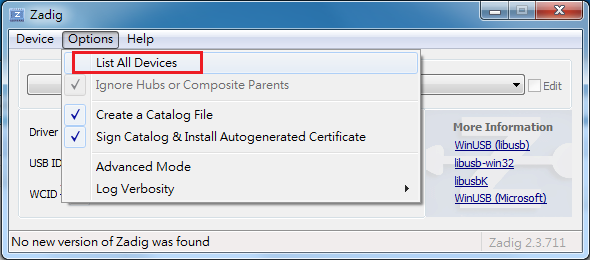 Zadig
Device Options Help
List All Devices
Ignore Hubs or Composite Parents
Edit
Create a Catalog File
Sign Catalog & Install Autogenerated Certificate
Advanced Mode
Log Verbosity
Driver
USB ID
WCID
More Information
WinUSB (libusb)
libusb-win32
libusbK
WinUSB (Microsoft)
No new version of Zadig was found
Zadig 2.3.711